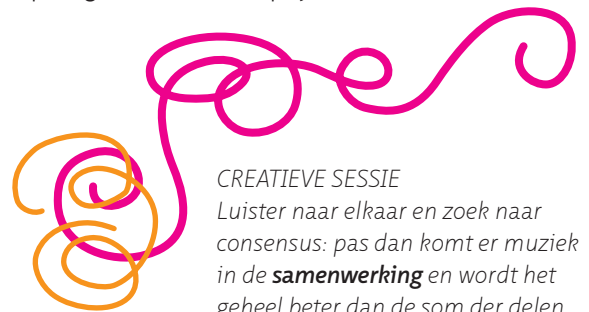 CREATIEVE SESSIE
Luister naar elkaar en zoek naar
consensus: pas dan komt er muziek
in de samenwerking en wordt het
geheel beter dan de som der delen